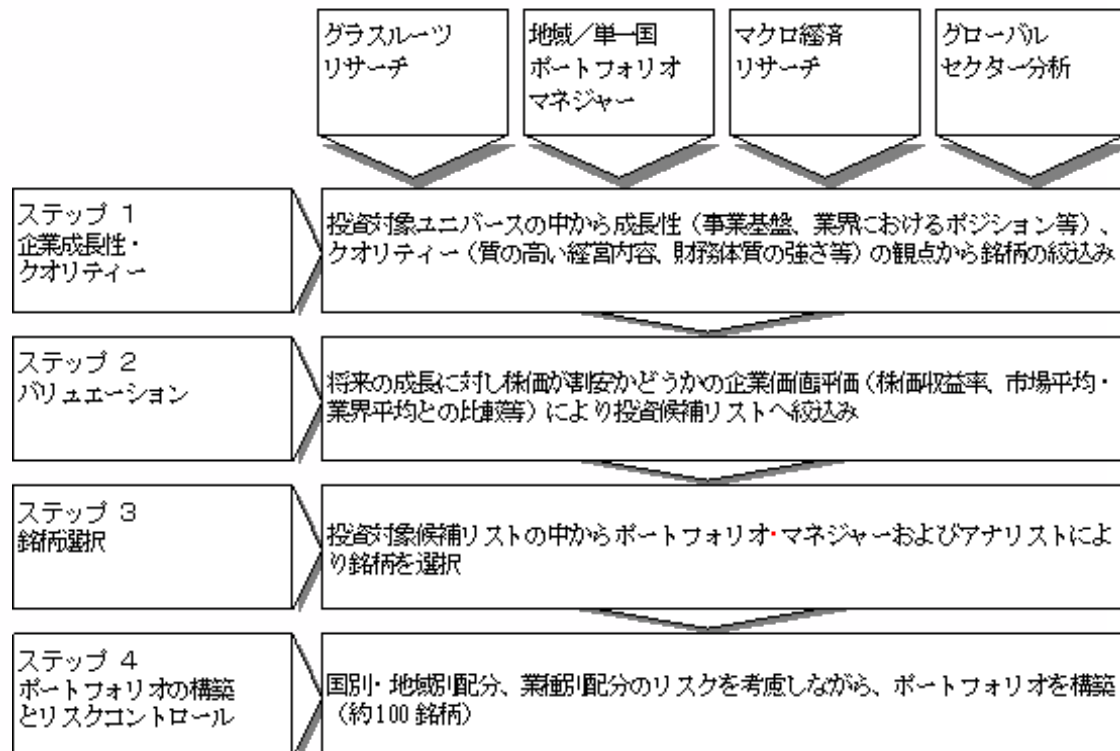 グラスルーツ
リサーチ
地域／単一国
ポートフォリオ
マネジャー
マクロ経済
リサーチ
グローバル
セクター分析
ステップ 1
企業成長性・
クオリティー
投資対象ユニバースの中から成長性（事業基盤、業界におけるポジション等）、
クオリティー（質の高い経営内容、財務体質の強さ等）の観点から銘柄の絞込み
ステップ 2
バリュエーション
将来の成長に対し株価が割安かどうかの企業価値評価（株価収益率、市場平均・
業界平均との比較等）により投資候補リストへ絞込み
ステップ 3
銘柄選択
投資対象候補リストの中からポートフォリオ・マネジャーおよびアナリストによ
り銘柄を選択
ステップ 4
ポートフォリオの構築
とリスクコントロール
国別・地域別配分、業種別配分のリスクを考慮しながら、ポートフォリオを構築
（約100 銘柄）